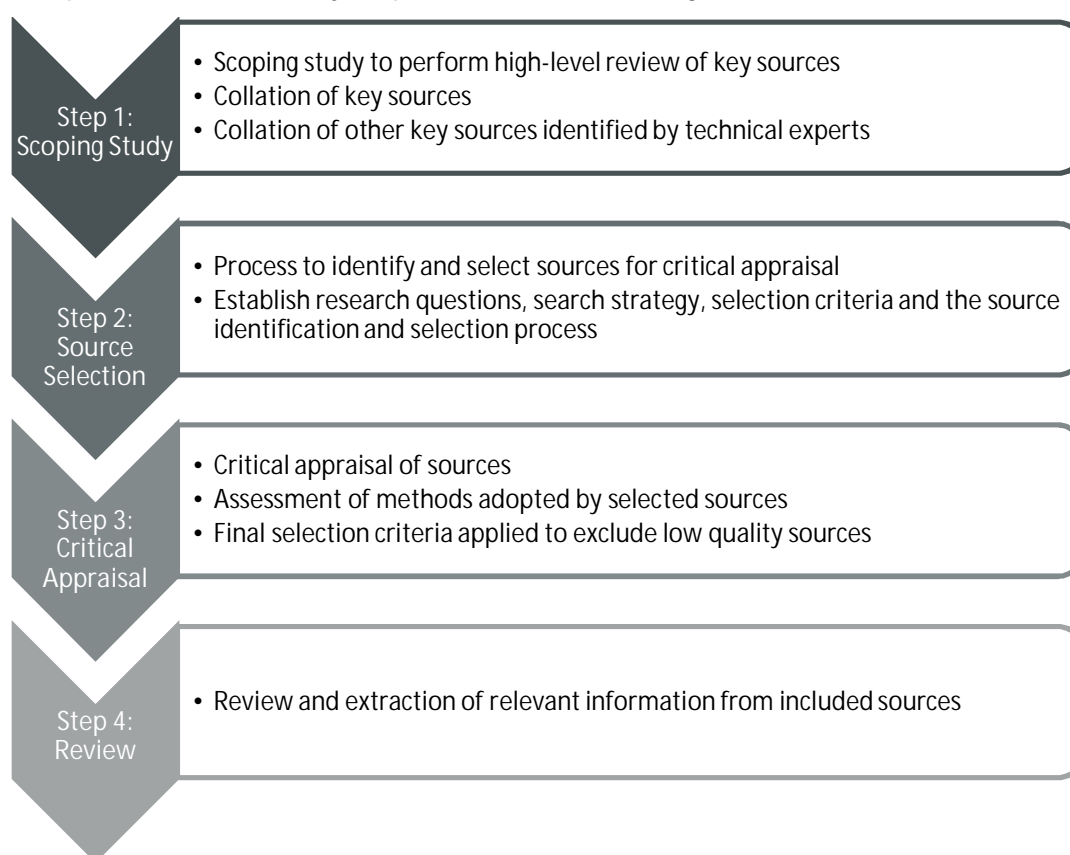 Step 1:
Scoping Study
• Scoping study to perform high-level review of key sources
• Collation of key sources
• Collation of other key sources identified by technical experts
Step 2:
Source
Selection
• Process to identify and select sources for critical appraisal
• Establish research questions, search strategy, selection criteria and the source
identification and selection process
Step 3:
Critical
Appraisal
• Critical appraisal of sources
• Assessment of methods adopted by selected sources
• Final selection criteria applied to exclude low quality sources
Step 4:
Review
• Review and extraction of relevant information from included sources